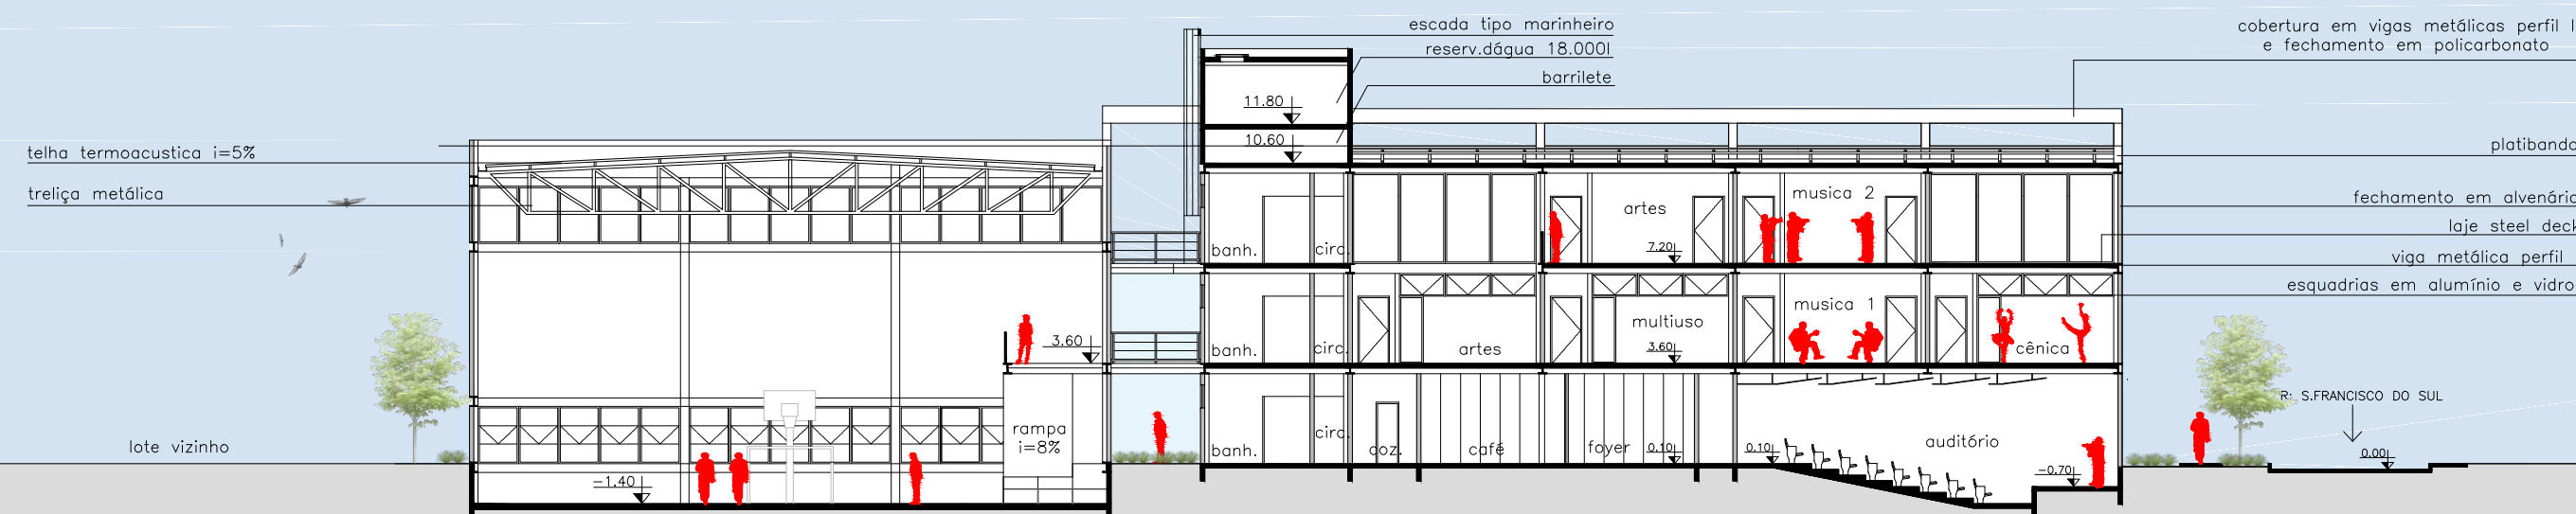 escada tipo marinheiro
reserv.dágua 18.000l
barrilete
cobertura em vigas metálicas perfil I
e fechamento em policarbonato
11.80
10.60
telha termoacustica i=5%
treliça metálica
platibanda
fechamento em alvenaria
laje steel deck
viga metálica perfil
esquadrias em alumínio e vidro
banh.
circ.
artes
7.20
musica 2
3.60
banh.
circ.
artes
multiuso
3.60
musica 1
cênica
R: S.FRANCISCO DO SUL
0.00
lote vizinho
-1.40
rampa
i=8%
banh.
circ.
coz.
café
foyer
0.10
0.10
auditório
-0.70